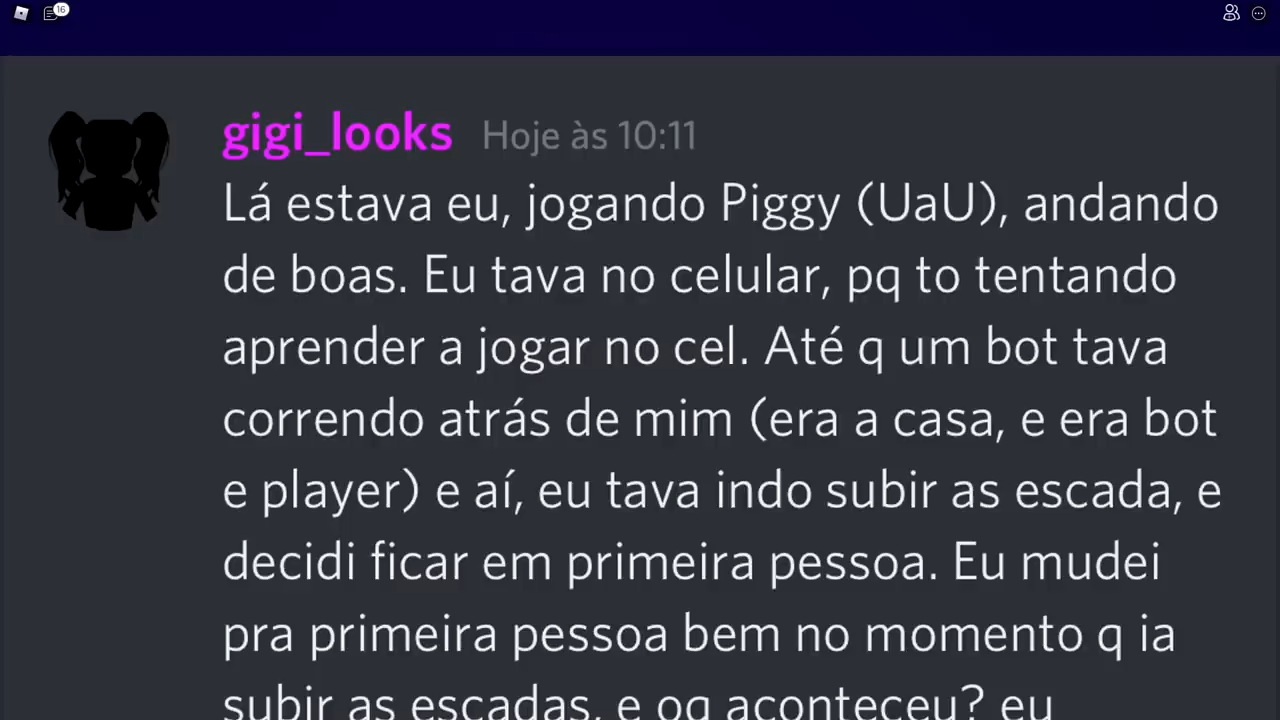 16
gigi_looks Hoje às 10:11
Lá estava eu, jogando Piggy (UaU), andando
de boas. Eu tava no celular, pq to tentando
aprender a jogar no cel. Até q um bot tava
correndo atrás de mim (era a casa, e era bot
e player) e aí, eu tava indo subir as escada, e
decidi ficar em primeira pessoa. Eu mudei
pra primeira pessoa bem no momento q ia
subir as escadas, e oq aconteceu? eu